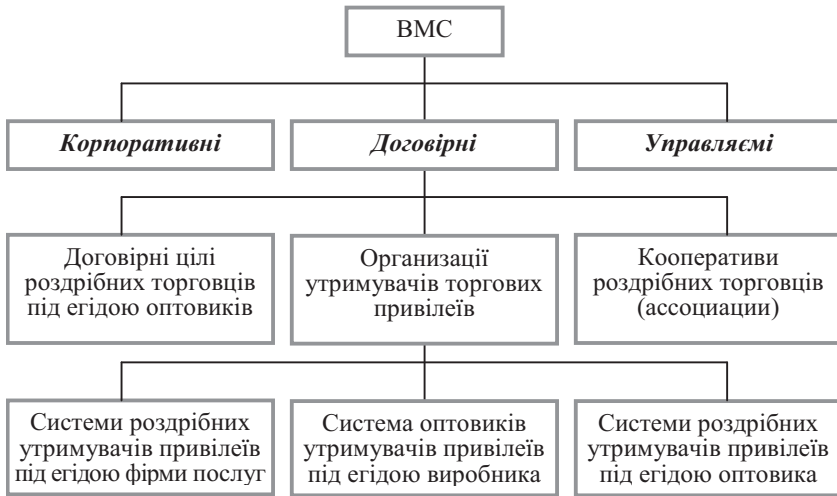 ВМС
Корпоративні
Договірні
Управляємі
Договірні цілі
роздрібних торговців
під егідою оптовиків
Организації
утримувачів торгових
привілеїв
Кооперативи
роздрібних торговців
(ассоциации)
Системи роздрібних
утримувачів привілеїв
під егідою фірми послуг
Система оптовиків
утримувачів привілеїв
під егідою виробника
Системи роздрібних
утримувачів привілеїв
під егідою оптовика